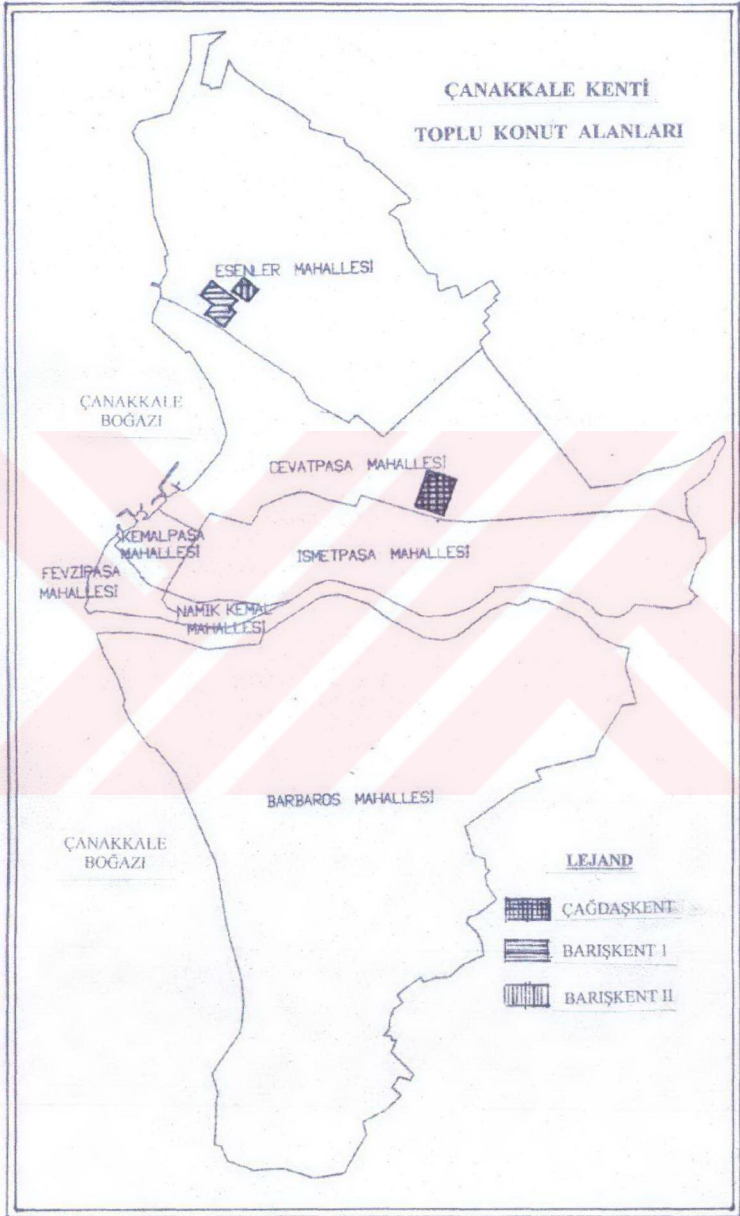 ÇANAKKALE KENTİ
TOPLU KONUT ALANLARI
ESENLER MAHALLESİ
ÇANAKKALE
BOĞAZI
CEVATPAŞA MAHALLESİ
KEMALPAŞA
MAHALLESİ
İSMETPAŞA MAHALLESİ
FEVZİPAŞA
MAHALLESİ
NAMIK KEMAL
MAHALLESİ
BARBAROS MAHALLESİ
ÇANAKKALE
BOĞAZI
LEJAND
ÇAĞDAŞKENT
BARIŞKENT I
BARIŞKENT II